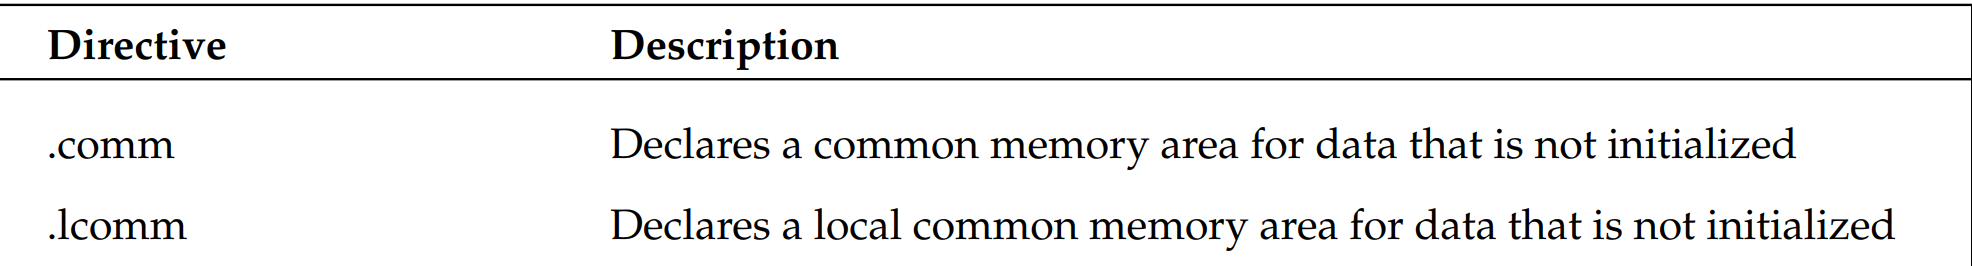 Directive Description
.comm Declares a common memory area for data that is not initialized
.lcomm Declares a local common memory area for data that is not initialized